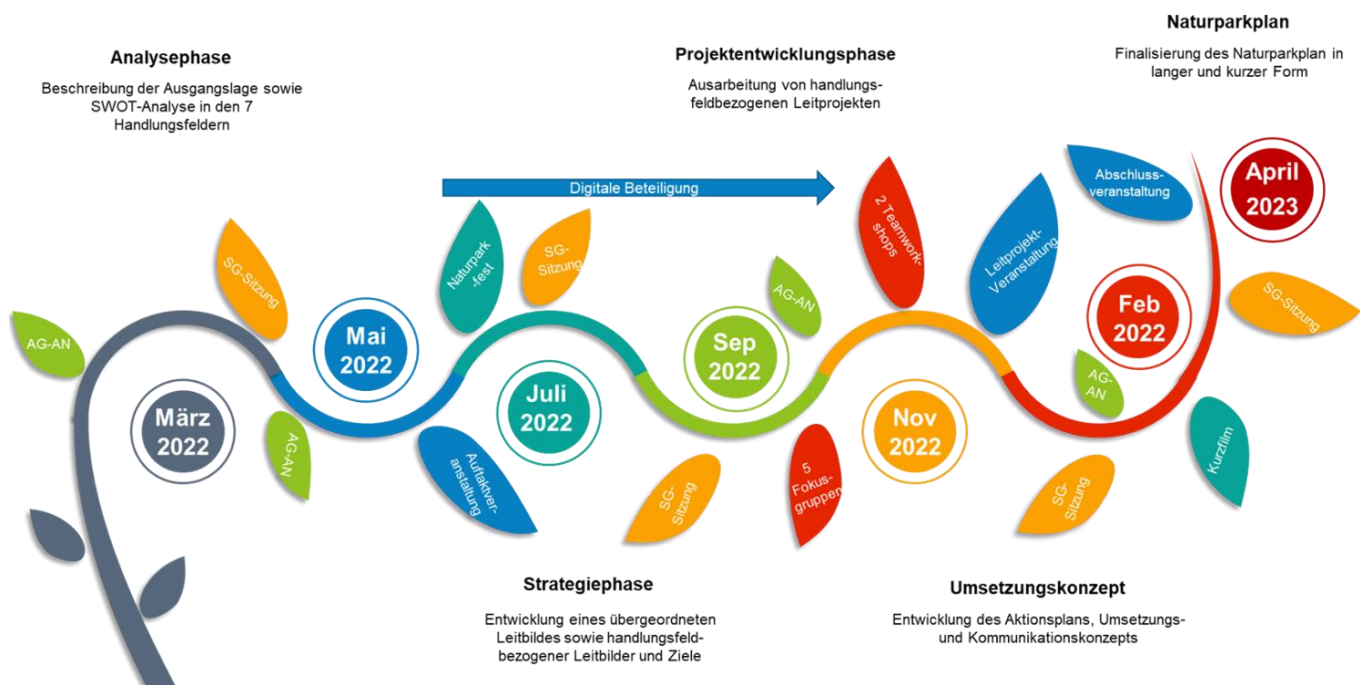 Naturparkplan
Finalisierung des Naturparkplan in
langer und kurzer Form
Analysephase
Beschreibung der Ausgangslage sowie
SWOT-Analyse in den 7
Handlungsfeldern
Projektentwicklungsphase
Ausarbeitung von handlungs-
feldbezogenen Leitprojekten
Digitale Beteiligung
AG-AN
März
2022
SG-Sitzung
AG-AN
Mai
2022
Auftaktver-
anstaltung
Naturpark
-fest
SG-
Sitzung
Juli
2022
SG-
Sitzung
Sep
2022
AG-AN
5
Fokus-
gruppen
2 Teamwork-
shops
Nov
2022
Leitprojekt-
Veranstaltung
SG-
Sitzung
AG-
AN
Feb
2022
Abschluss-
veranstaltung
Kurzfilm
SG-Sitzung
April
2023
Strategiephase
Entwicklung eines übergeordneten
Leitbildes sowie handlungsfeld-
bezogener Leitbilder und Ziele
Umsetzungskonzept
Entwicklung des Aktionsplans, Umsetzungs-
und Kommunikationskonzepts